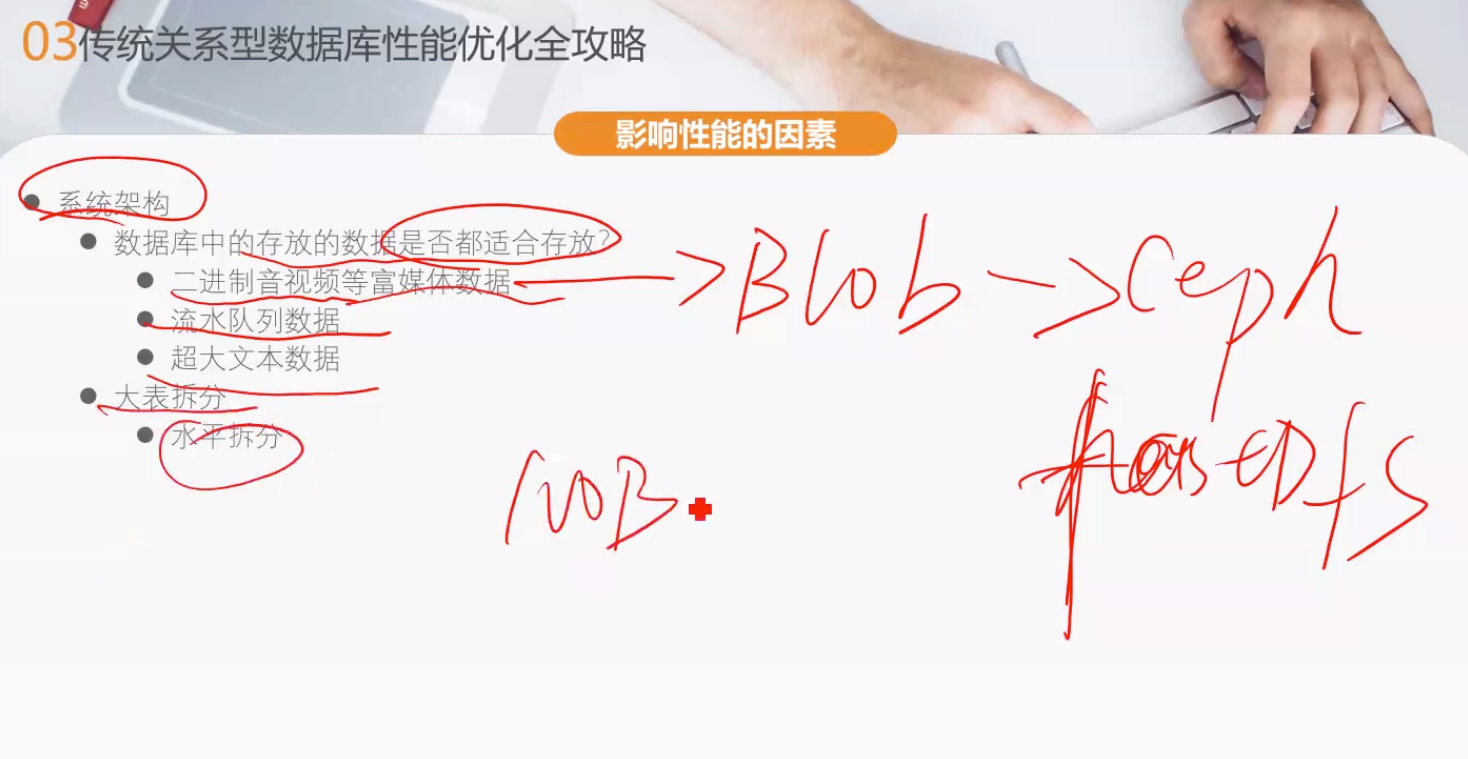 03传统关系型数据库性能优化全攻略
影响性能的因素
系统架构
数据库中的存放的数据是否都适合存放？
二进制音视频等富媒体数据
Blob
Ceph
流水队列数据
超大文本数据
大表拆分
水平拆分